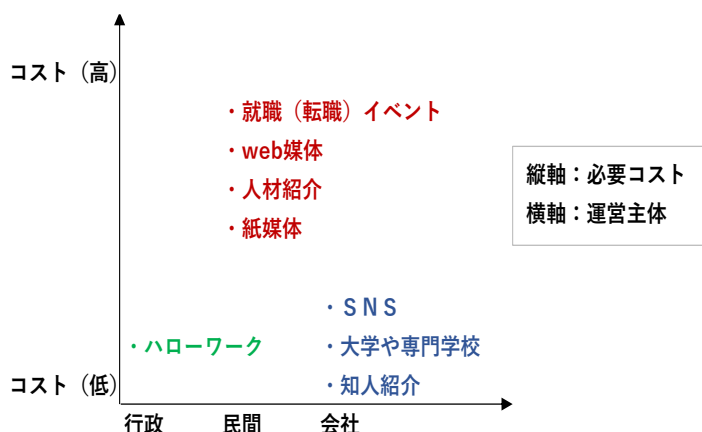 コスト（高）
・就職（転職）イベント
・web媒体
・人材紹介
・紙媒体
縦軸：必要コスト
横軸：運営主体
・ＳＮＳ
・ハローワーク
・大学や専門学校
コスト（低）
・知人紹介
行政
民間
会社